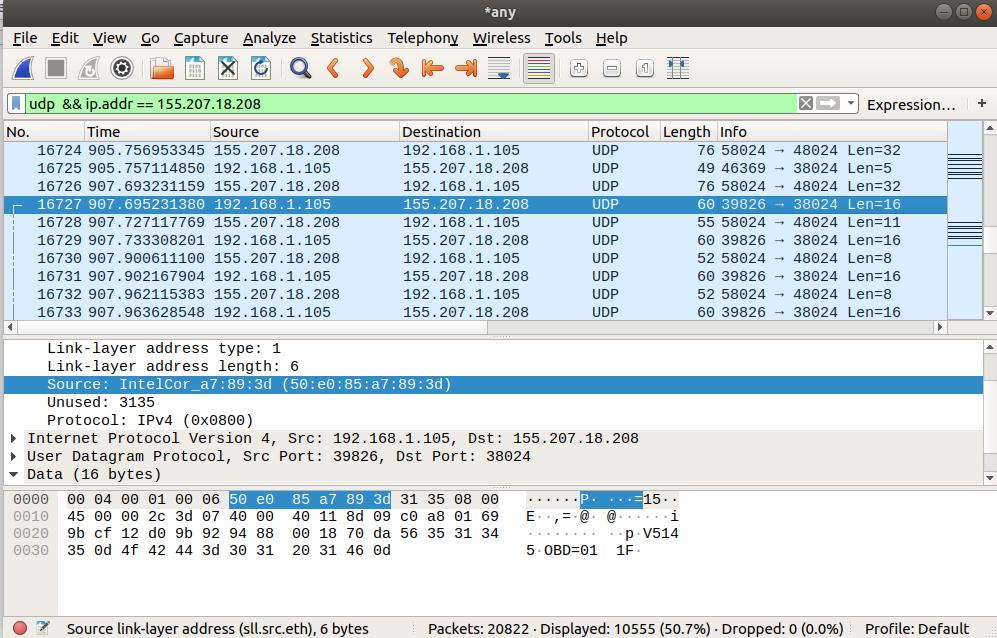 *any
File Edit View Go Capture Analyze Statistics Telephony Wireless Tools Help
udp  && ip.addr == 155.207.18.208 Expression… +
No. Time Source Destination Protocol Length Info
16724 905.756953345 155.207.18.208 192.168.1.105 UDP 76 58024 → 48024 Len=32
16725 905.757114850 192.168.1.105 155.207.18.208 UDP 49 46369 → 38024 Len=5
16726 907.693231159 155.207.18.208 192.168.1.105 UDP 76 58024 → 48024 Len=32
16727 907.695231380 192.168.1.105 155.207.18.208 UDP 60 39826 → 38024 Len=16
16728 907.727117769 155.207.18.208 192.168.1.105 UDP 55 58024 → 48024 Len=11
16729 907.733308201 192.168.1.105 155.207.18.208 UDP 60 39826 → 38024 Len=16
16730 907.900611100 155.207.18.208 192.168.1.105 UDP 52 58024 → 48024 Len=8
16731 907.902167904 192.168.1.105 155.207.18.208 UDP 60 39826 → 38024 Len=16
16732 907.962115383 155.207.18.208 192.168.1.105 UDP 52 58024 → 48024 Len=8
16733 907.963628548 192.168.1.105 155.207.18.208 UDP 60 39826 → 38024 Len=16
Link-layer address type: 1
Link-layer address length: 6
Source: IntelCor_a7:89:3d (50:e0:85:a7:89:3d)
Unused: 3135
Protocol: IPv4 (0x0800)
Internet Protocol Version 4, Src: 192.168.1.105, Dst: 155.207.18.208
User Datagram Protocol, Src Port: 39826, Dst Port: 38024
Data (16 bytes)
0000 00 04 00 01 00 06 50 e0 85 a7 89 3d 31 35 08 00 ······P· ···=15··
0010 45 00 00 2c 3d 07 40 00 40 11 8d 09 c0 a8 01 69 E··,=·@· @······i
0020 9b cf 12 d0 9b 92 94 88 00 18 70 da 56 35 31 34 ········ ··p·V514
0030 35 0d 4f 42 44 3d 30 31 20 31 46 0d 5·OBD=01 1F·
Source link-layer address (sll.src.eth), 6 bytes Packets: 20822 · Displayed: 10555 (50.7%) · Dropped: 0 (0.0%) Profile: Default